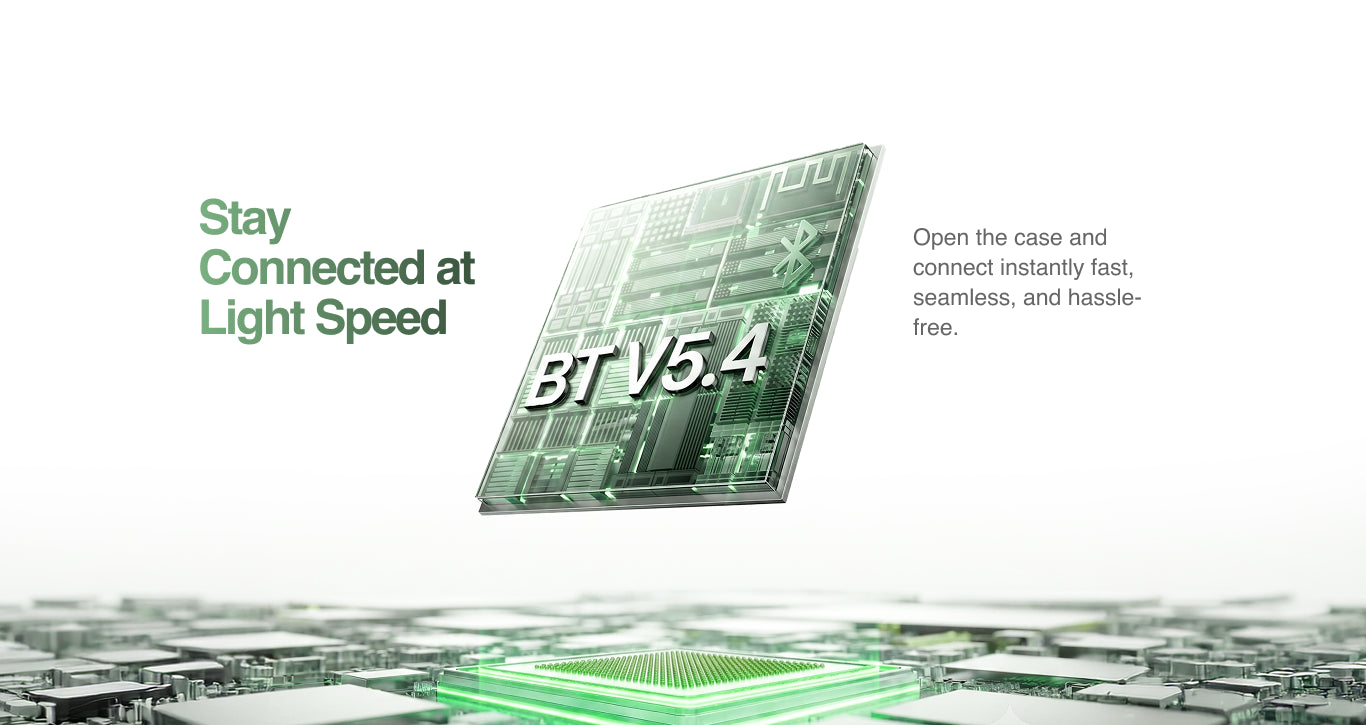 Stay
Connected at
Light Speed
BT V5.4
Open the case and
connect instantly fast,
seamless, and hassle-
free.